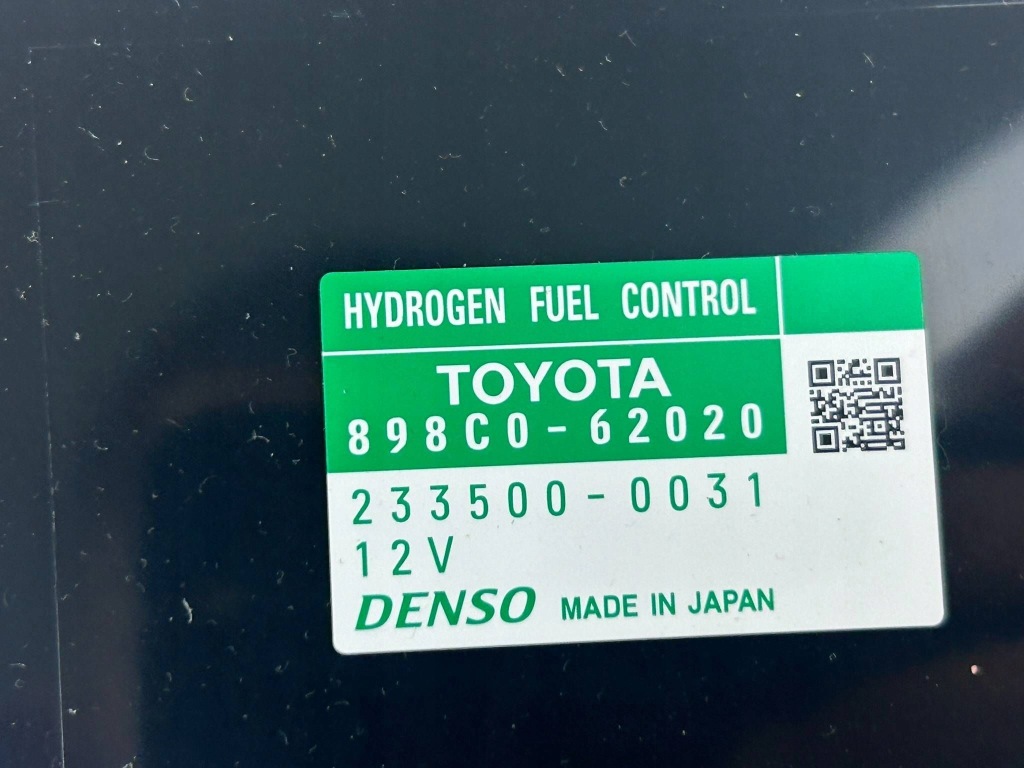 HYDROGEN FUEL CONTROL
TOYOTA
898C0-62020
233500-0031
12V
DENSO MADE IN JAPAN